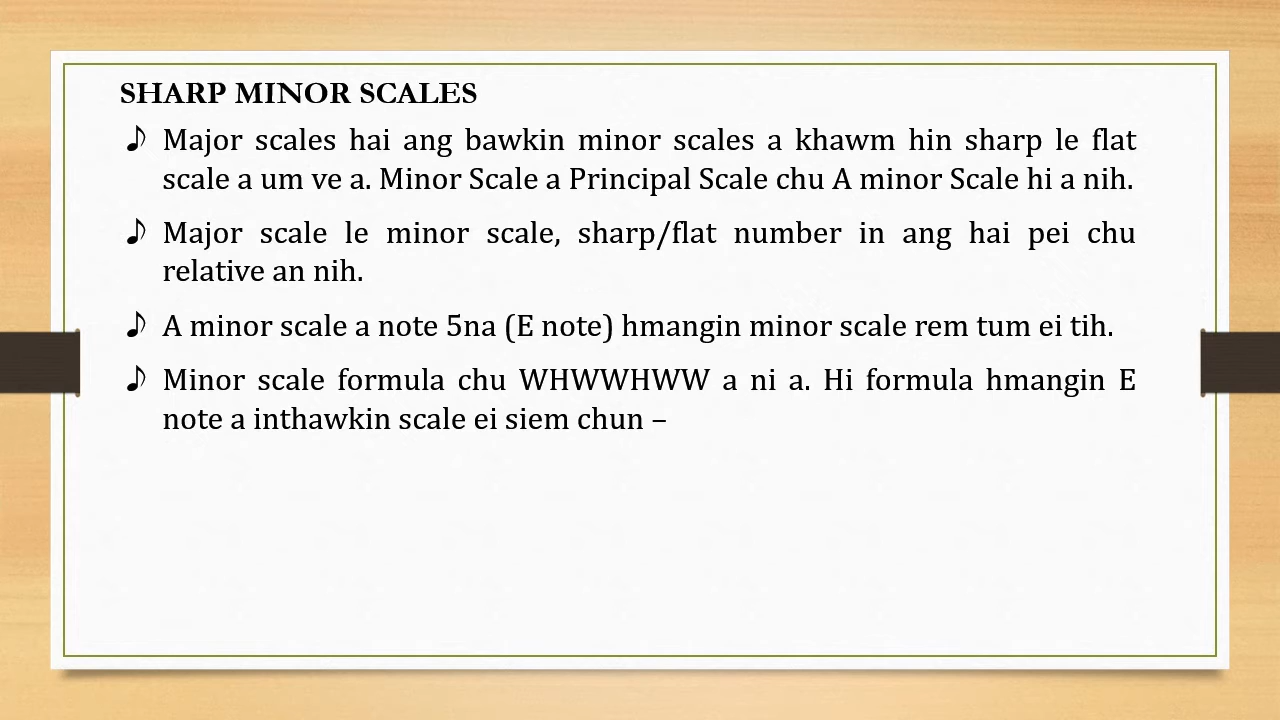 SHARP MINOR SCALES
♪ Major scales hai ang bawkin minor scales a khawm hin sharp le flat
scale a um ve a. Minor Scale a Principal Scale chu A minor Scale hi a nih.
♪ Major scale le minor scale, sharp/flat number in ang hai pei chu
relative an nih.
♪ A minor scale a note 5na (E note) hmangin minor scale rem tum ei tih.
♪ Minor scale formula chu WHWWHWW a ni a. Hi formula hmangin E
note a inthawkin scale ei siem chun –